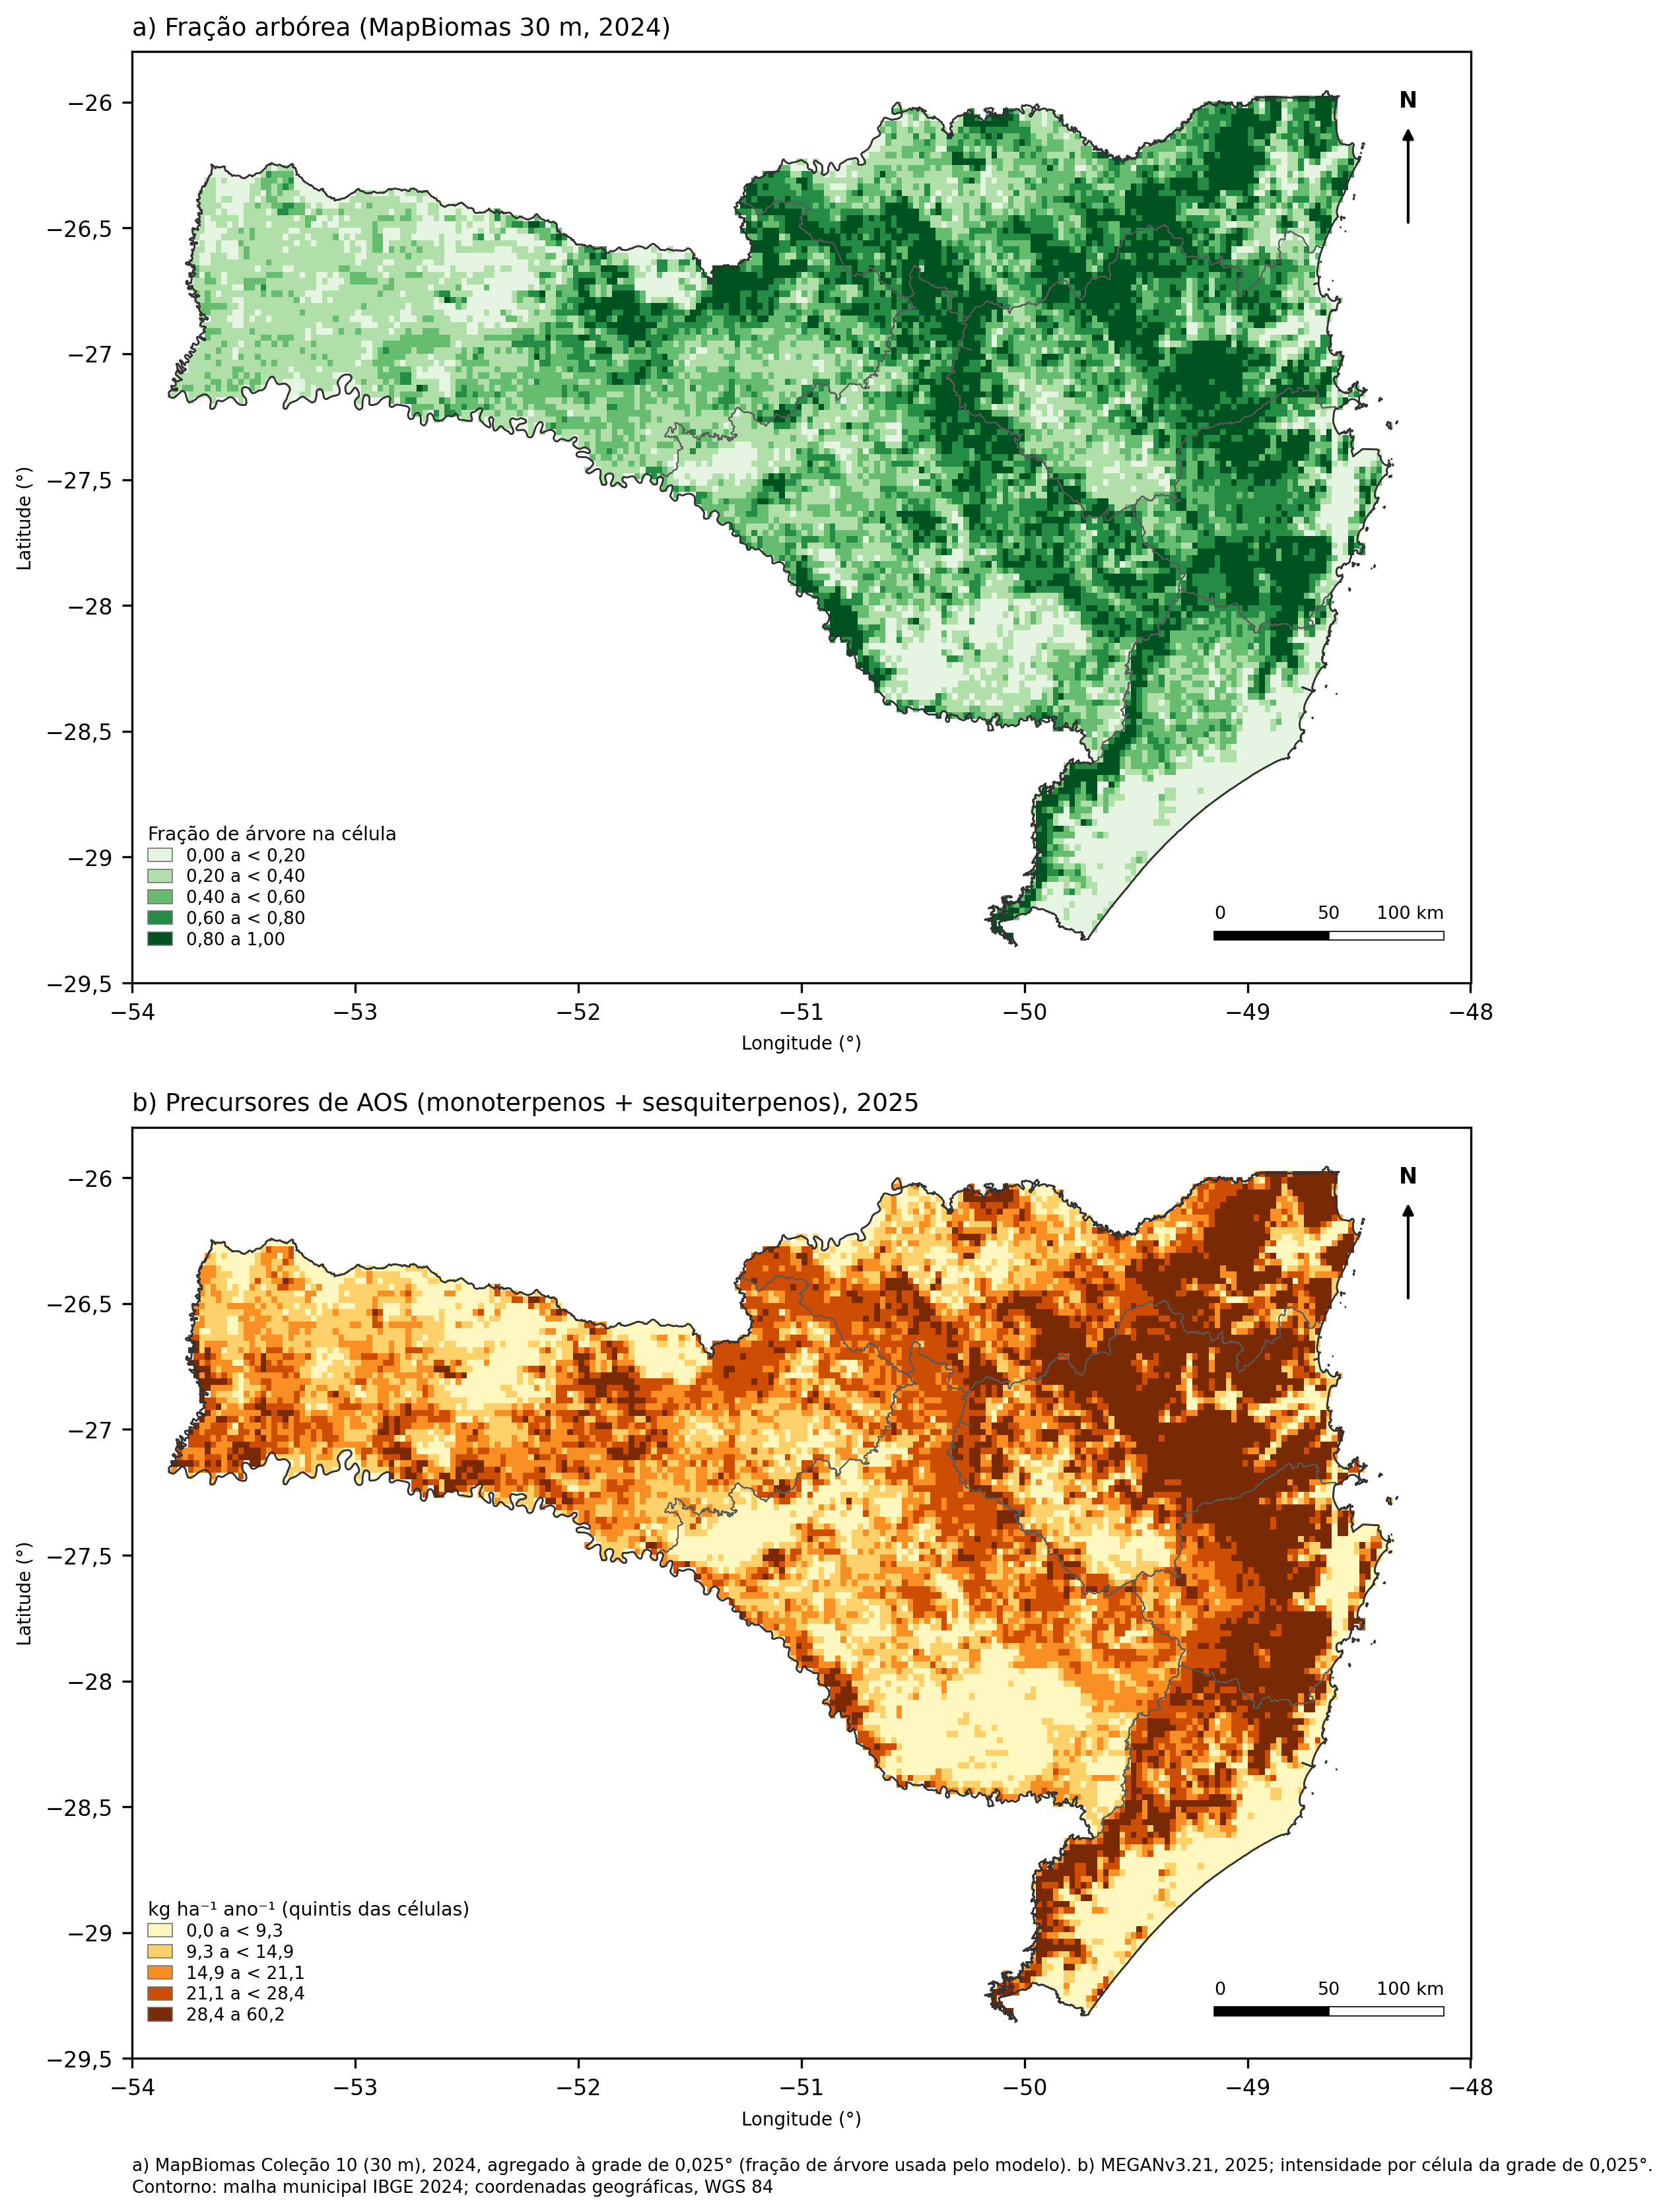 a) Fração arbórea (MapBiomas 30 m, 2024)
−26
−26,5
−27
−27,5
−28
−28,5
−29
−29,5
Latitude (°)
N
Fração de árvore na célula
0,00 a < 0,20
0,20 a < 0,40
0,40 a < 0,60
0,60 a < 0,80
0,80 a 1,00
0 50 100 km
−54 −53 −52 −51 −50 −49 −48
Longitude (°)
b) Precursores de AOS (monoterpenos + sesquiterpenos), 2025
−26
−26,5
−27
−27,5
−28
−28,5
−29
−29,5
Latitude (°)
N
kg ha⁻¹ ano⁻¹ (quintis das células)
0,0 a < 9,3
9,3 a < 14,9
14,9 a < 21,1
21,1 a < 28,4
28,4 a 60,2
0 50 100 km
−54 −53 −52 −51 −50 −49 −48
Longitude (°)
a) MapBiomas Coleção 10 (30 m), 2024, agregado à grade de 0,025° (fração de árvore usada pelo modelo). b) MEGANv3.21, 2025; intensidade por célula da grade de 0,025°.
Contorno: malha municipal IBGE 2024; coordenadas geográficas, WGS 84